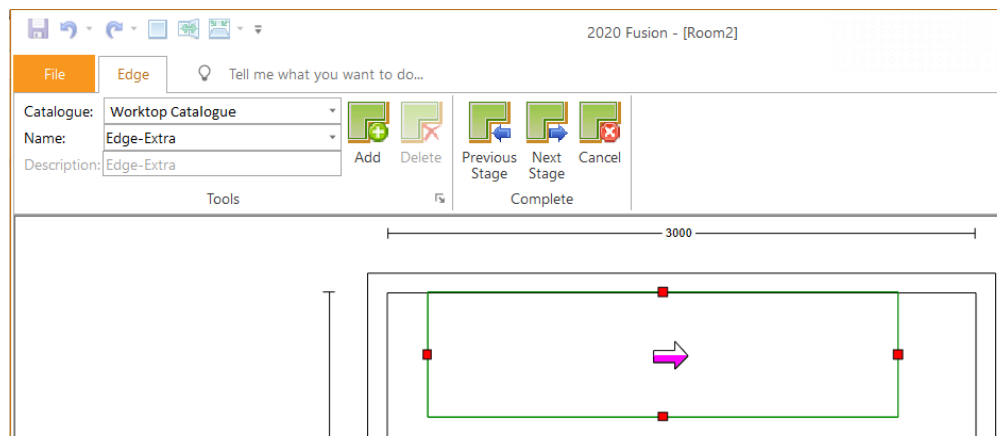 2020 Fusion - [Room2]
File Edge Tell me what you want to do...
Catalogue: Worktop Catalogue
Name: Edge-Extra
Description: Edge-Extra
Add Delete Previous Stage Next Stage Cancel
Tools Complete
3000